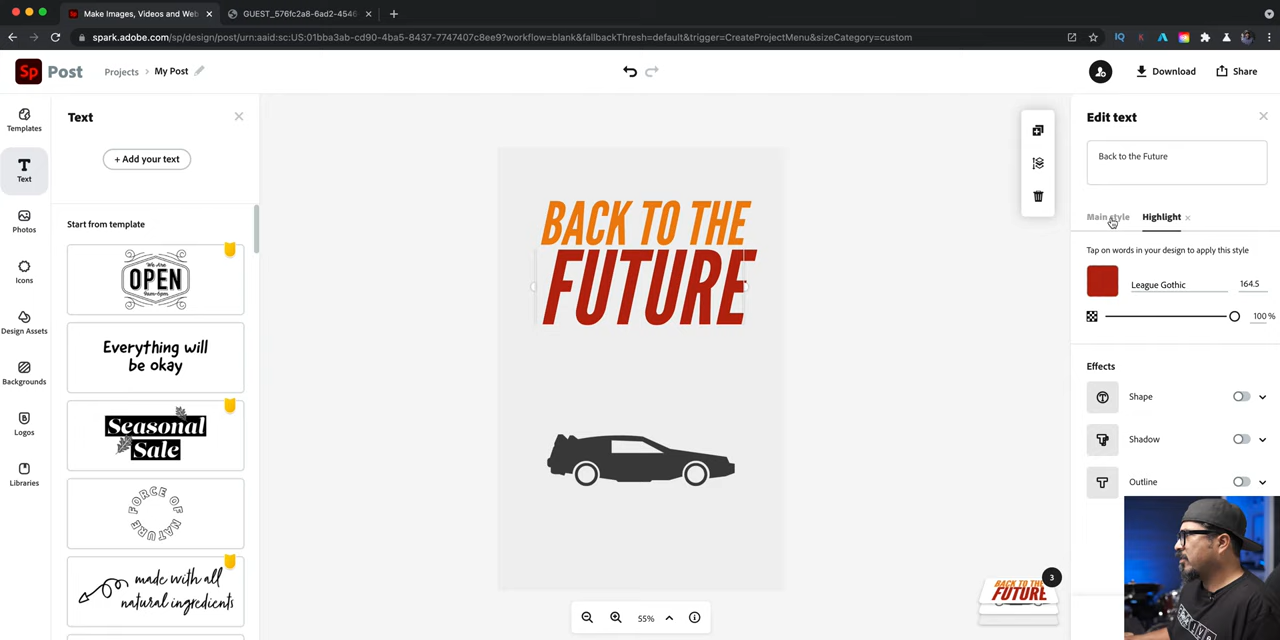 Make Images, Videos and Web
GUEST_576fc2a8-6ad2-4546
spark.adobe.com/sp/design/post/urn:aaid:sc:US:01bba3ab-cd90-4ba5-8437-7747407c8ee9?workflow=blank&fallbackThresh=default&trigger=CreateProjectMenu&sizeCategory=custom
Sp Post
Projects > My Post
Download
Share
Templates
Text
Photos
Icons
Design Assets
Backgrounds
Logos
Libraries
Text
+ Add your text
Start from template
We Are
OPEN
Everything will
be okay
Seasonal
Sale
FORCE OF NATURE
made with all
natural ingredients
BACK TO THE
FUTURE
55%
BACK TO THE
FUTURE
3
Edit text
Back to the Future
Main style
Highlight
Tap on words in your design to apply this style
League Gothic
164.5
100 %
Effects
Shape
Shadow
Outline